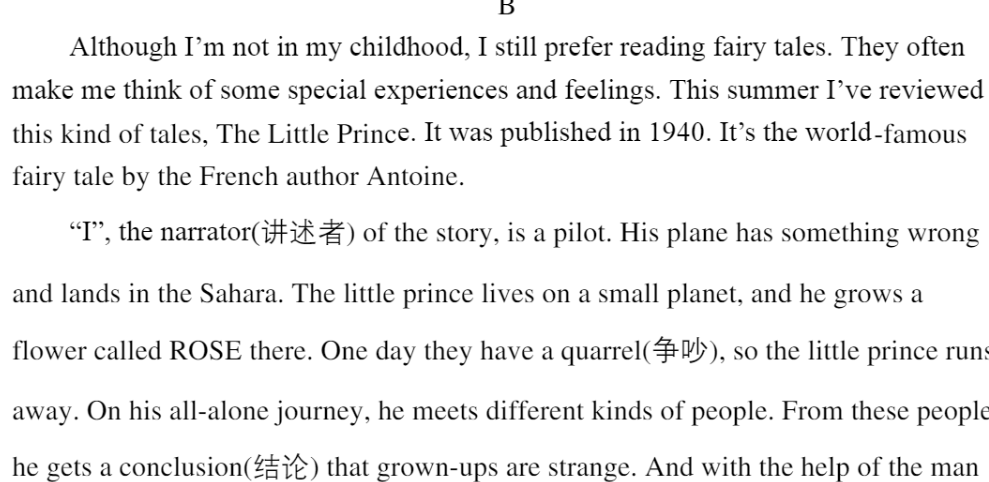 B
Although I'm not in my childhood, I still prefer reading fairy tales. They often
make me think of some special experiences and feelings. This summer I've reviewed
this kind of tales, The Little Prince. It was published in 1940. It's the world-famous
fairy tale by the French author Antoine.
“I”, the narrator(讲述者) of the story, is a pilot. His plane has something wrong
and lands in the Sahara. The little prince lives on a small planet, and he grows a
flower called ROSE there. One day they have a quarrel(争吵), so the little prince runs
away. On his all-alone journey, he meets different kinds of people. From these people
he gets a conclusion(结论) that grown-ups are strange. And with the help of the man